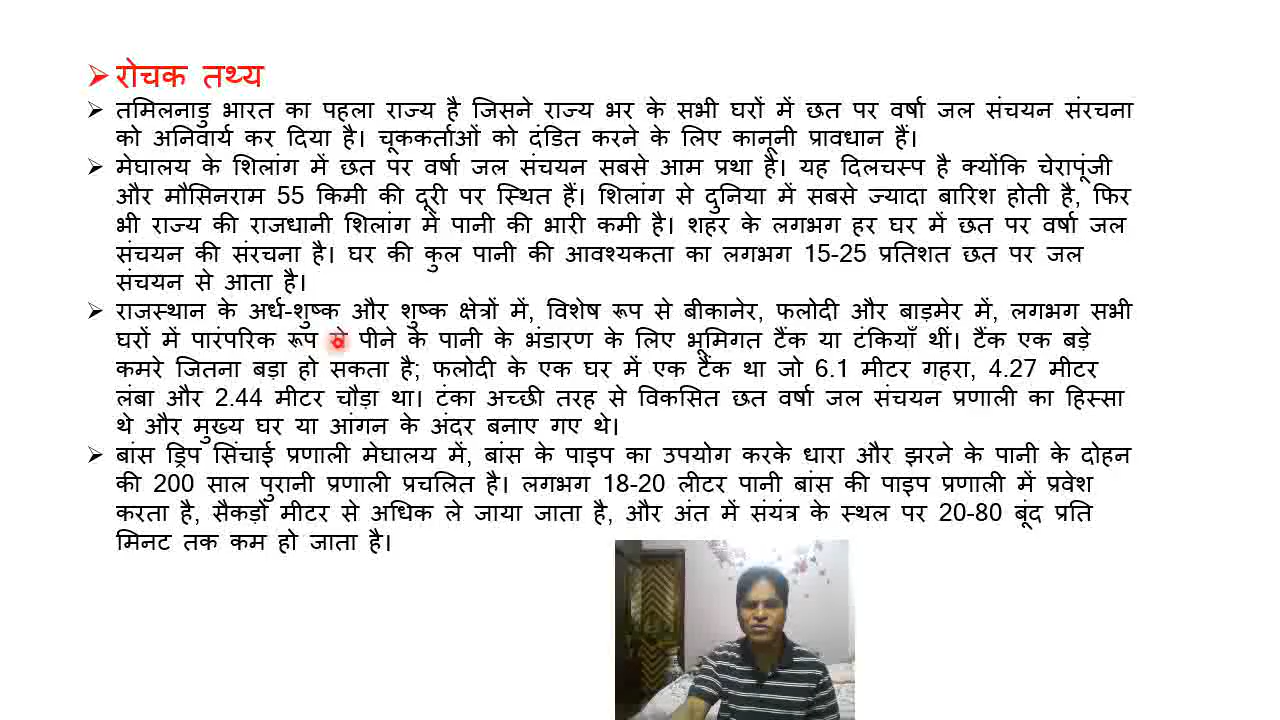 रोचक तथ्य
तमिलनाडु भारत का पहला राज्य है जिसने राज्य भर के सभी घरों में छत पर वर्षा जल संचयन संरचना
को अनिवार्य कर दिया है। चूककर्ताओं को दंडित करने के लिए कानूनी प्रावधान हैं।
मेघालय के शिलांग में छत पर वर्षा जल संचयन सबसे आम प्रथा है। यह दिलचस्प है क्योंकि चेरापूंजी
और मौसिनराम 55 किमी की दूरी पर स्थित हैं। शिलांग से दुनिया में सबसे ज्यादा बारिश होती है, फिर
भी राज्य की राजधानी शिलांग में पानी की भारी कमी है। शहर के लगभग हर घर में छत पर वर्षा जल
संचयन की संरचना है। घर की कुल पानी की आवश्यकता का लगभग 15-25 प्रतिशत छत पर जल
संचयन से आता है।
राजस्थान के अर्ध-शुष्क और शुष्क क्षेत्रों में, विशेष रूप से बीकानेर, फलोदी और बाड़मेर में, लगभग सभी
घरों में पारंपरिक रूप से पीने के पानी के भंडारण के लिए भूमिगत टैंक या टंकियाँ थीं। टैंक एक बड़े
कमरे जितना बड़ा हो सकता है; फलोदी के एक घर में एक टैंक था जो 6.1 मीटर गहरा, 4.27 मीटर
लंबा और 2.44 मीटर चौड़ा था। टंका अच्छी तरह से विकसित छत वर्षा जल संचयन प्रणाली का हिस्सा
थे और मुख्य घर या आंगन के अंदर बनाए गए थे।
बांस ड्रिप सिंचाई प्रणाली मेघालय में, बांस के पाइप का उपयोग करके धारा और झरने के पानी के दोहन
की 200 साल पुरानी प्रणाली प्रचलित है। लगभग 18-20 लीटर पानी बांस की पाइप प्रणाली में प्रवेश
करता है, सैकड़ों मीटर से अधिक ले जाया जाता है, और अंत में संयंत्र के स्थल पर 20-80 बूंद प्रति
मिनट तक कम हो जाता है।